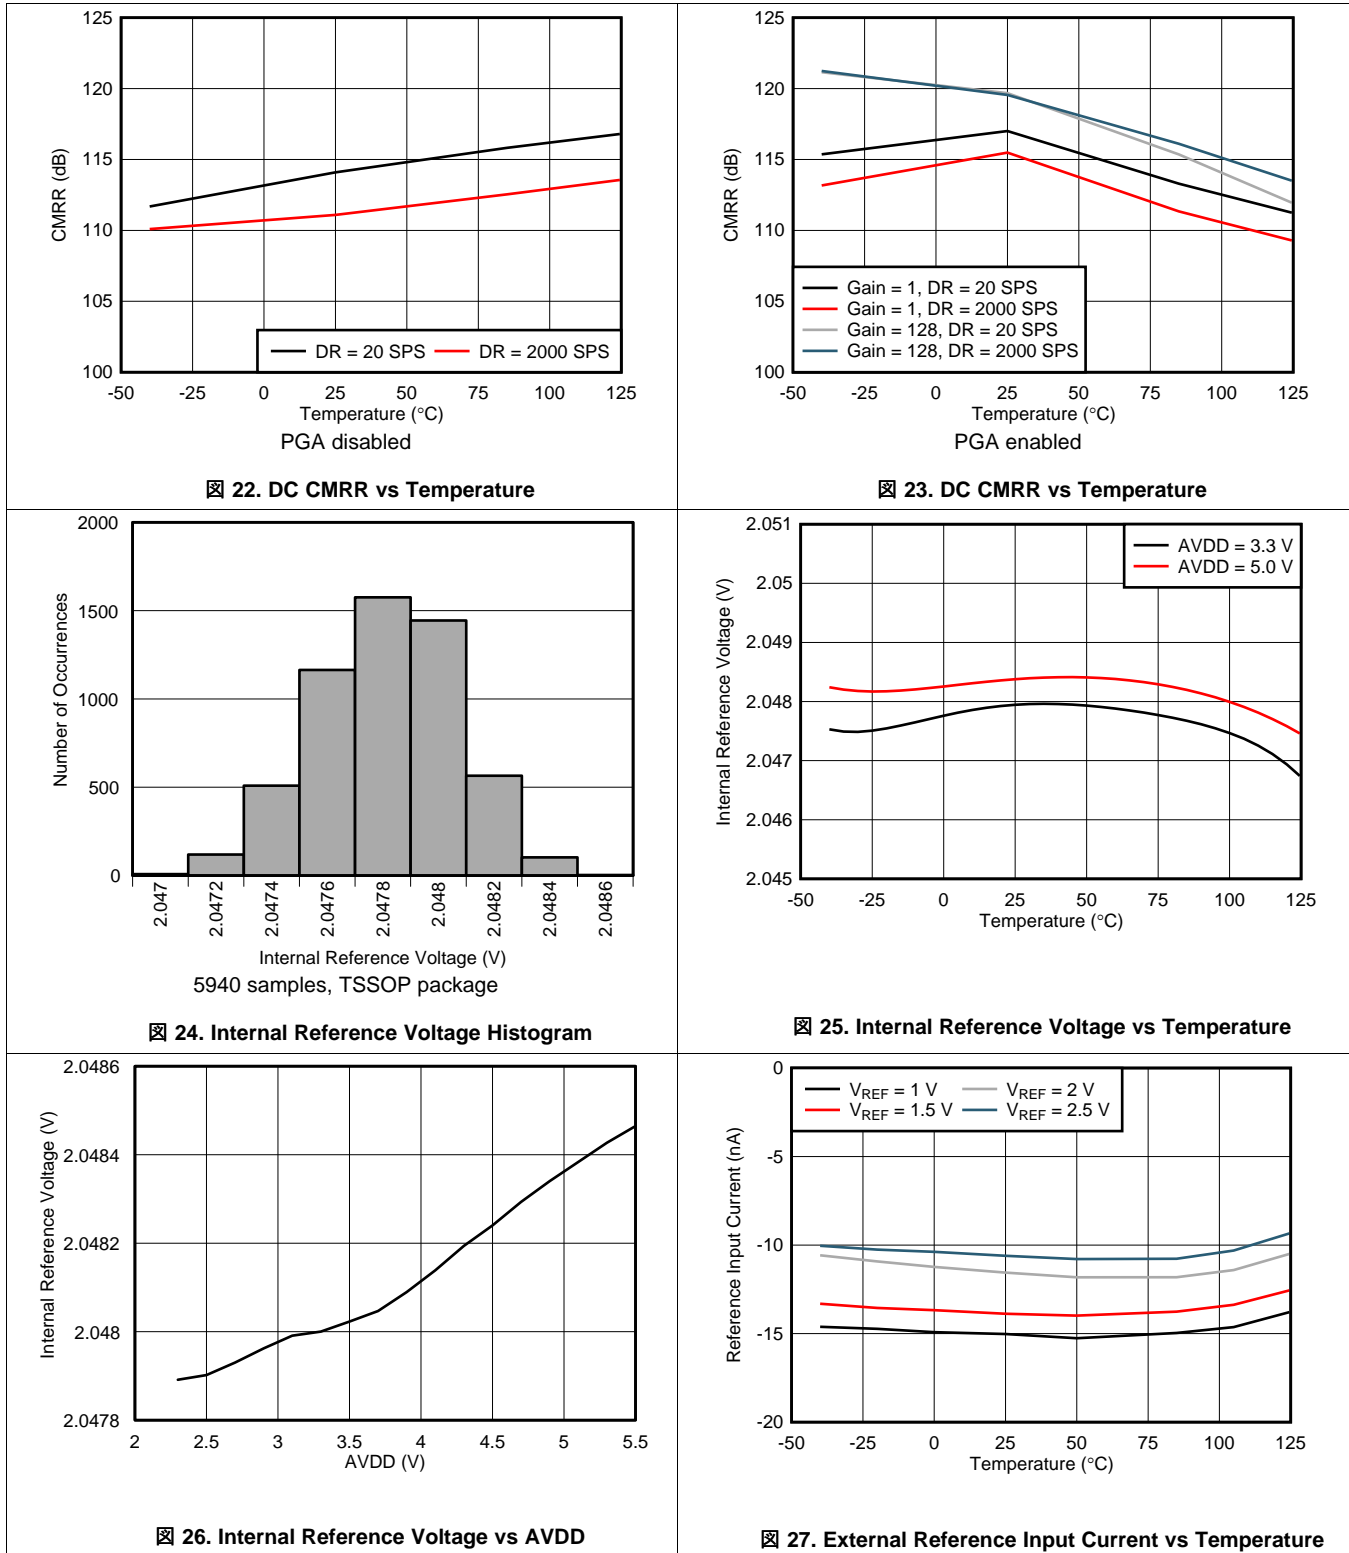 125
120
115
110
105
100
CMRR (dB)
DR = 20 SPS
DR = 2000 SPS
-50 -25 0 25 50 75 100 125
Temperature (°C)
PGA disabled
図 22. DC CMRR vs Temperature
125
120
115
110
105
100
CMRR (dB)
Gain = 1, DR = 20 SPS
Gain = 1, DR = 2000 SPS
Gain = 128, DR = 20 SPS
Gain = 128, DR = 2000 SPS
-50 -25 0 25 50 75 100 125
Temperature (°C)
PGA enabled
図 23. DC CMRR vs Temperature
2000
1500
1000
500
0
Number of Occurrences
2.047 2.0472 2.0474 2.0476 2.0478 2.048 2.0482 2.0484 2.0486
Internal Reference Voltage (V)
5940 samples, TSSOP package
図 24. Internal Reference Voltage Histogram
2.051
2.05
2.049
2.048
2.047
2.046
2.045
Internal Reference Voltage (V)
AVDD = 3.3 V
AVDD = 5.0 V
-50 -25 0 25 50 75 100 125
Temperature (°C)
図 25. Internal Reference Voltage vs Temperature
2.0486
2.0484
2.0482
2.048
2.0478
Internal Reference Voltage (V)
2 2.5 3 3.5 4 4.5 5 5.5
AVDD (V)
図 26. Internal Reference Voltage vs AVDD
0
-5
-10
-15
-20
Reference Input Current (nA)
VREF = 1 V
VREF = 2 V
VREF = 1.5 V
VREF = 2.5 V
-50 -25 0 25 50 75 100 125
Temperature (°C)
図 27. External Reference Input Current vs Temperature